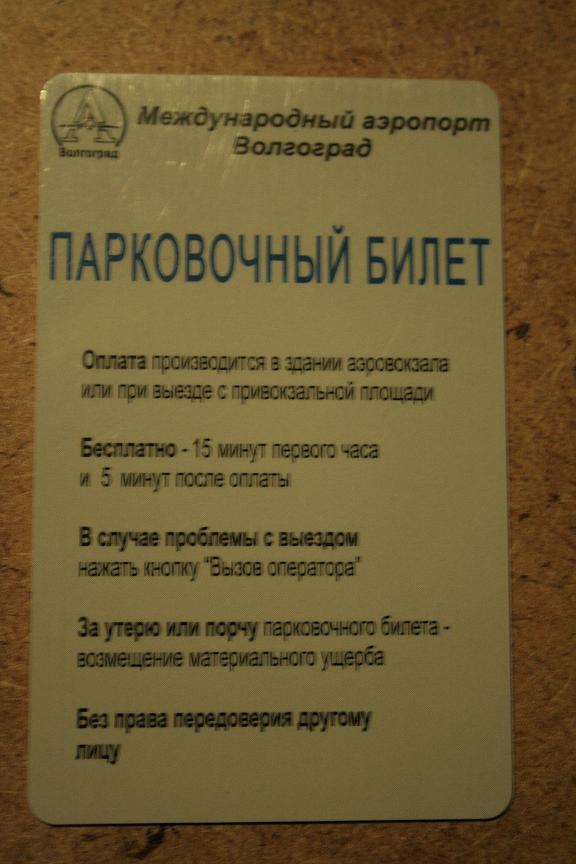 Волгоград
Международный аэропорт
Волгоград
ПАРКОВОЧНЫЙ БИЛЕТ
Оплата производится в здании аэровокзала
или при выезде с привокзальной площади
Бесплатно - 15 минут первого часа
и 5 минут после оплаты
В случае проблемы с выездом
нажать кнопку "Вызов оператора"
За утерю или порчу парковочного билета -
возмещение материального ущерба
Без права передоверия другому
лицу